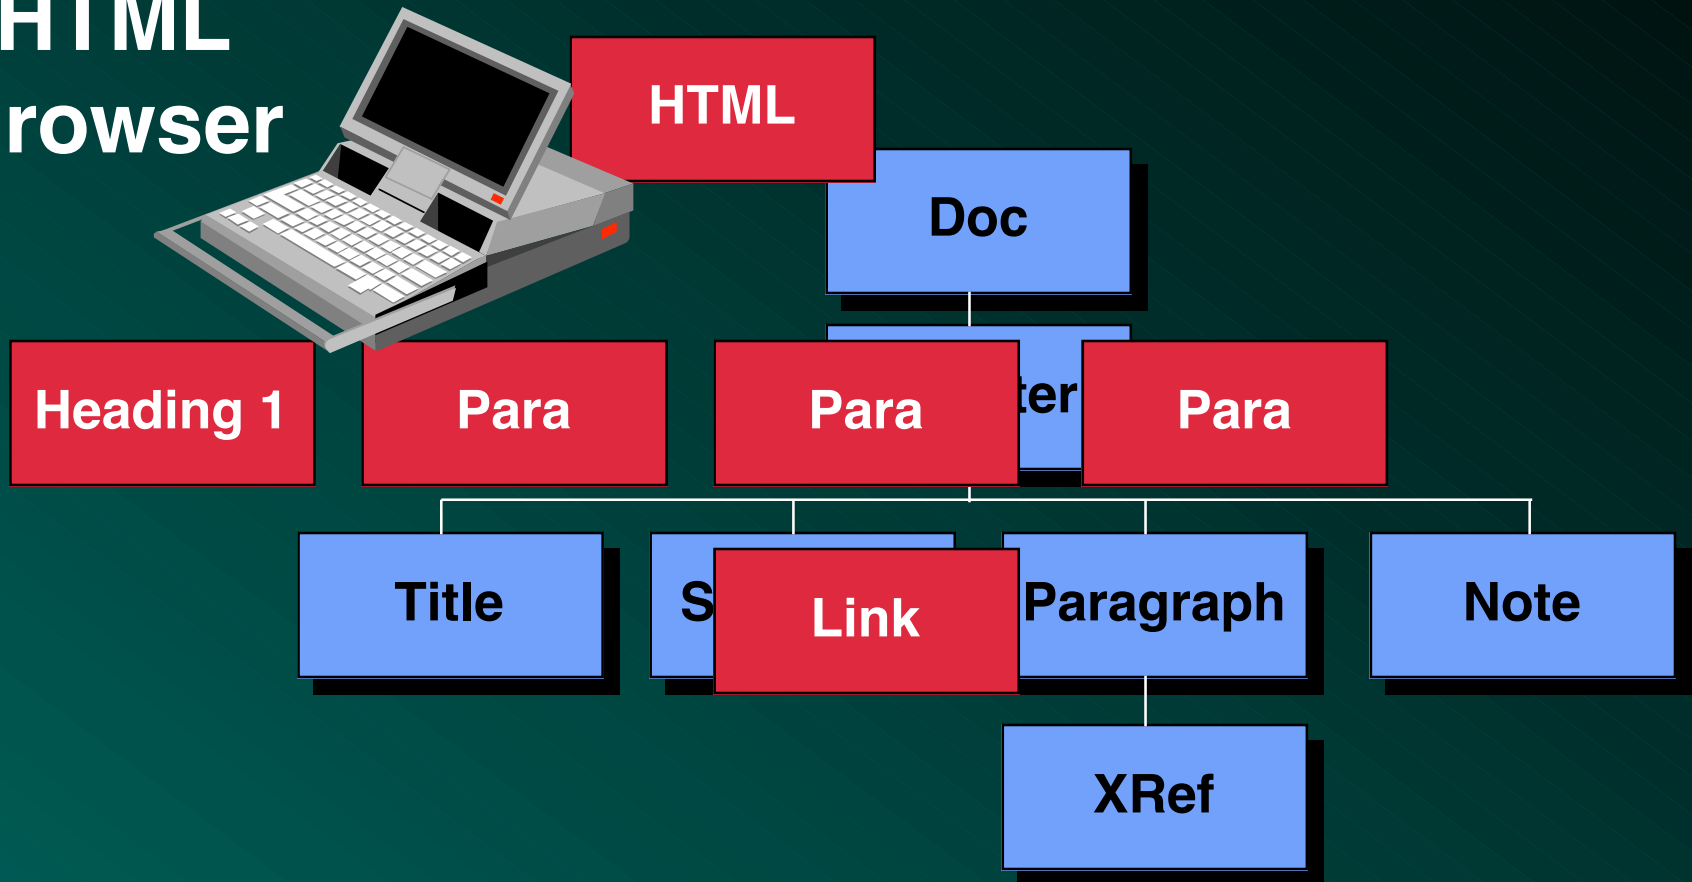 HTML
rowser
HTML
Doc
Heading 1
Para
Para
ter
Para
Title
S
Link
Paragraph
Note
XRef